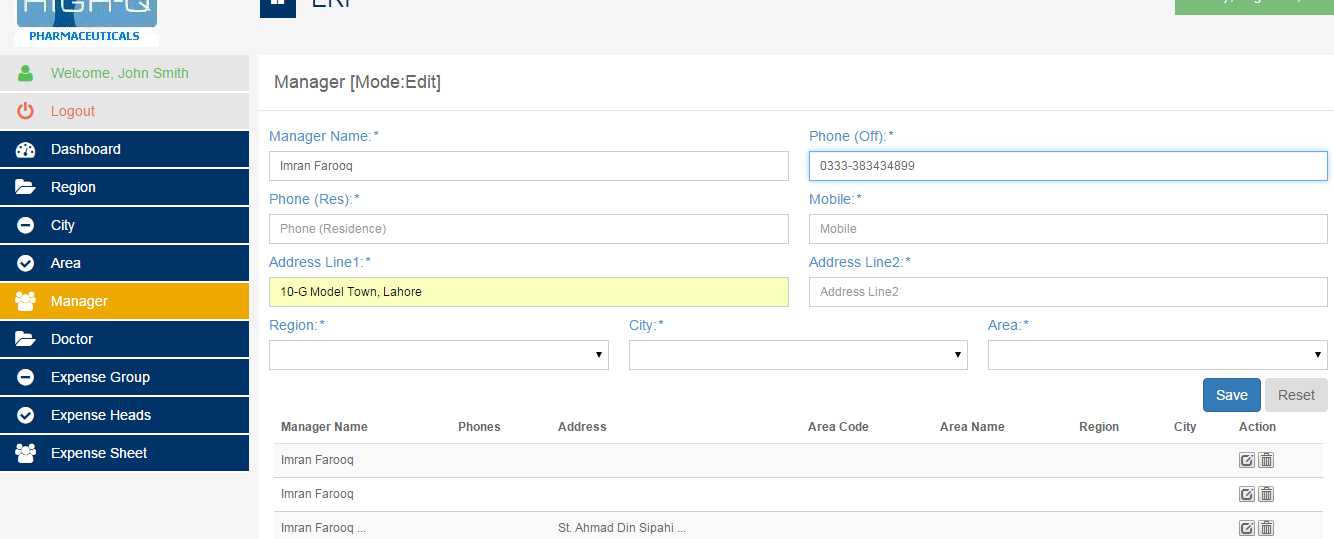 HIGH-Q
PHARMACEUTICALS
ERP
Welcome, John Smith
Logout
Dashboard
Region
City
Area
Manager
Doctor
Expense Group
Expense Heads
Expense Sheet
Manager [Mode:Edit]
Manager Name:* Phone (Off):*
Imran Farooq 0333-383434899
Phone (Res):* Mobile:*
Phone (Residence) Mobile
Address Line1:* Address Line2:*
10-G Model Town, Lahore Address Line2
Region:* City:* Area:*
Save Reset
Manager Name Phones Address Area Code Area Name Region City Action
Imran Farooq
Imran Farooq
Imran Farooq ... St. Ahmad Din Sipahi ...